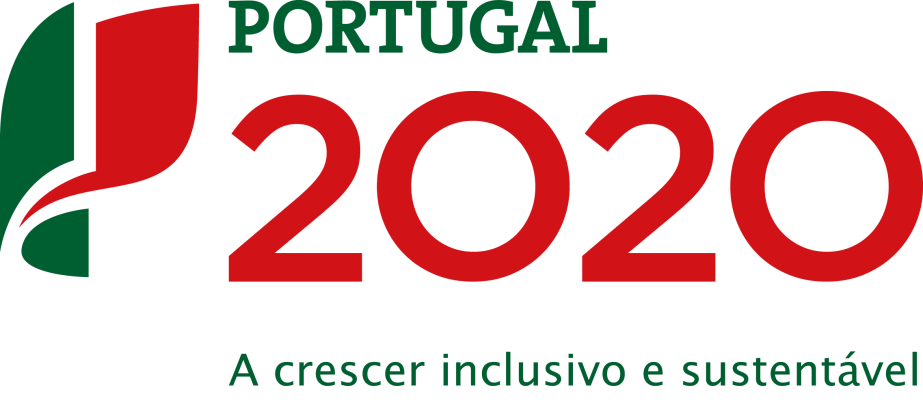 PORTUGAL
2020
A crescer inclusivo e sustentável